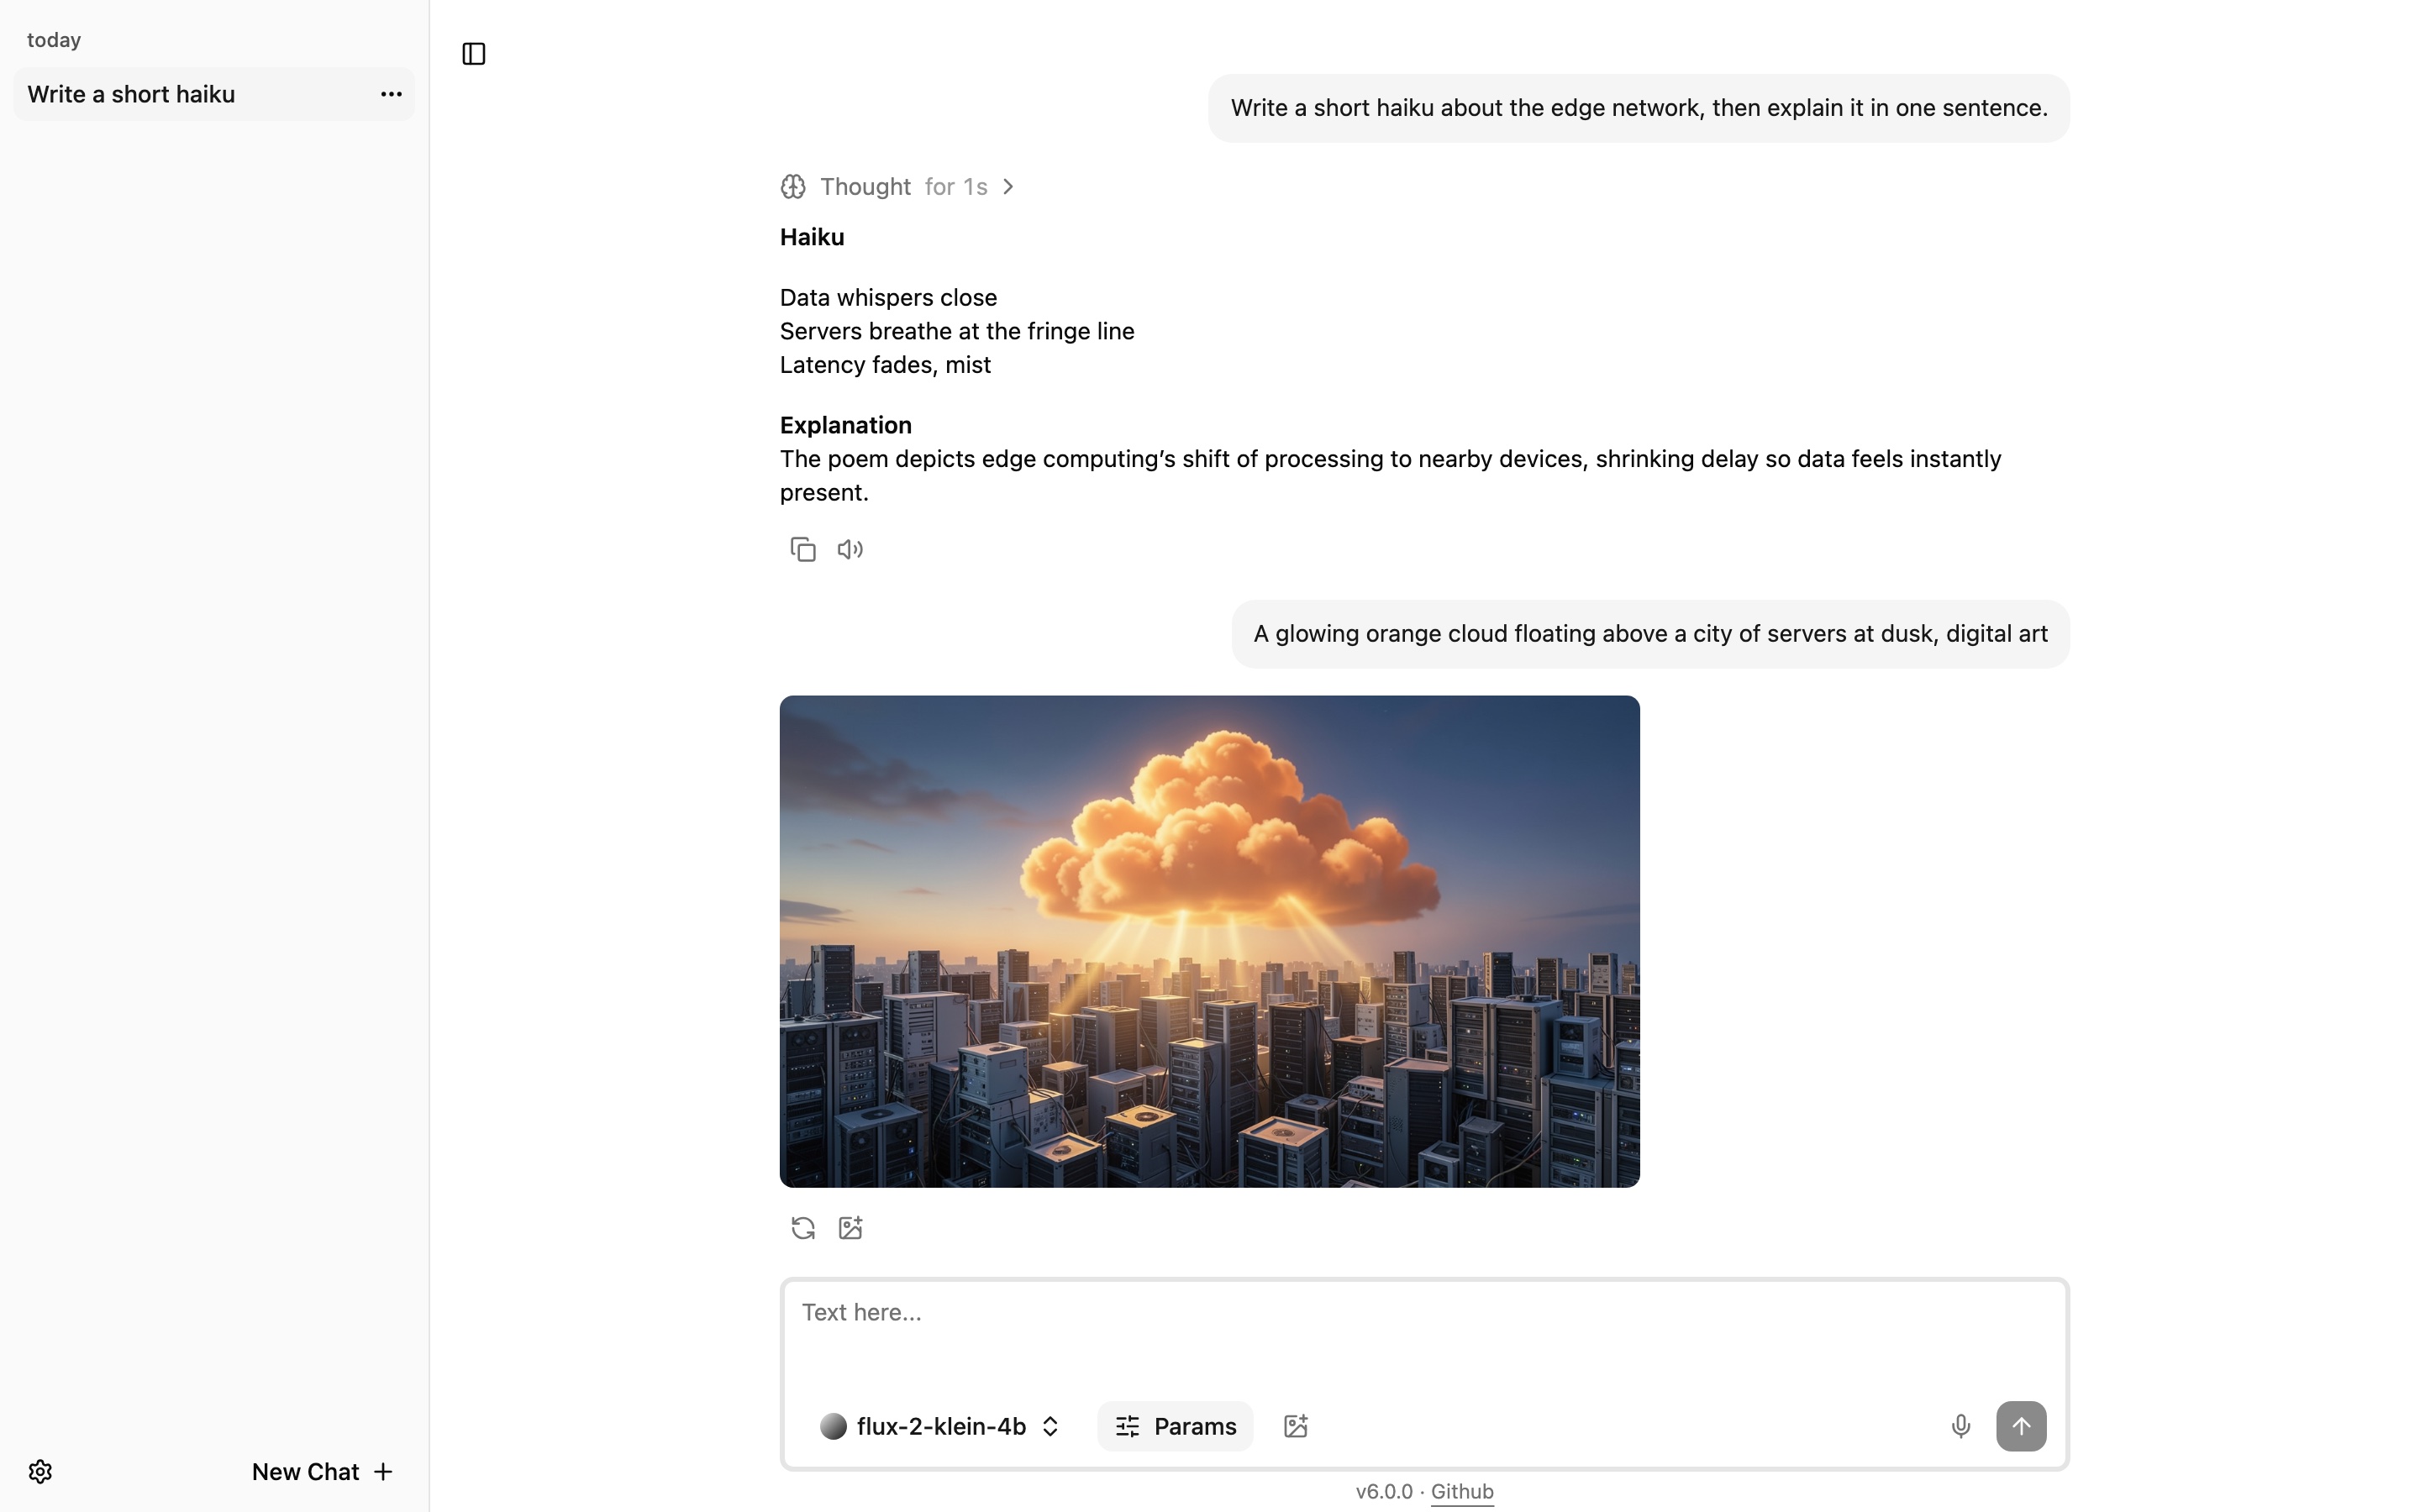 today
Write a short haiku
Write a short haiku about the edge network, then explain it in one sentence.
Thought for 1s
Haiku
Data whispers close
Servers breathe at the fringe line
Latency fades, mist
Explanation
The poem depicts edge computing’s shift of processing to nearby devices, shrinking delay so data feels instantly
present.
A glowing orange cloud floating above a city of servers at dusk, digital art
Text here...
flux-2-klein-4b
Params
New Chat
v6.0.0 · Github